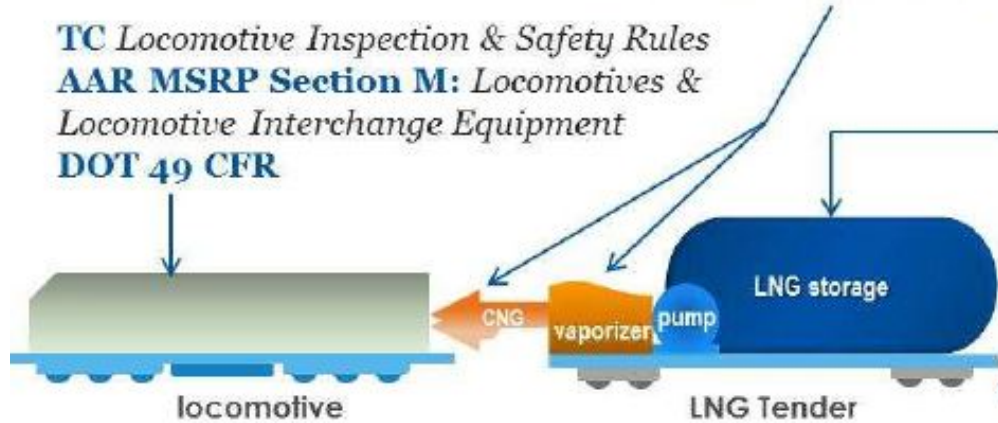 TC Locomotive Inspection & Safety Rules
AAR MSRP Section M: Locomotives &
Locomotive Interchange Equipment
DOT 49 CFR
LNG storage
CNG
vaporizer
pump
locomotive
LNG Tender